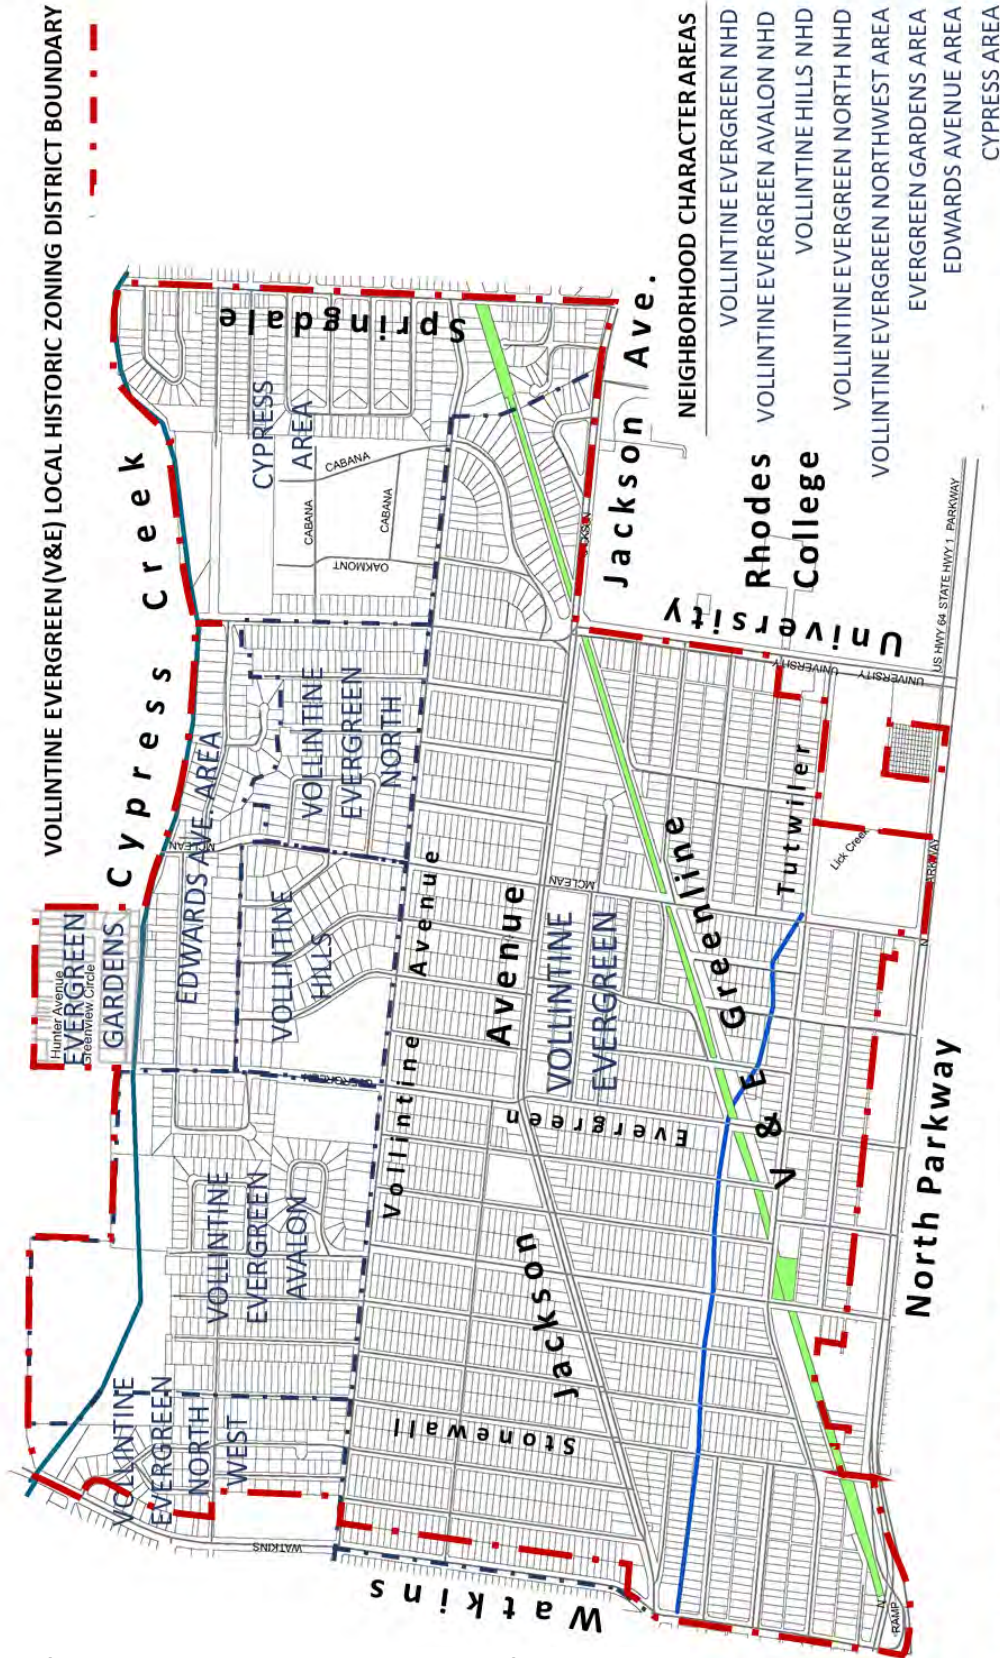 VOLLINTINE EVERGREEN (V&E) LOCAL HISTORIC ZONING DISTRICT BOUNDARY
Cypress Creek
Hunter Avenue
EVERGREEN
Greenview Circle
GARDENS
VOLLINTINE
EVERGREEN
NORTH
WEST
VOLLINTINE
EVERGREEN
AVALON
EDWARDS AVE. AREA
MCLEAN
VOLLINTINE
HILLS
VOLLINTINE
EVERGREEN
NORTH
CYPRESS
AREA
CABANA
CABANA
CABANA
OAKMONT
Springdale
WATKINS
Watkins
EVERGREEN
Vollintine Avenue
Stonewall
Jackson Avenue
Evergreen
VOLLINTINE
EVERGREEN
MCLEAN
JACKSON
Jackson Ave.
V & E Greenline
Tutwiler
University
UNIVERSITY
UNIVERSITY
Rhodes
College
Lick Creek
PARKWAY
N
N
RAMP
North Parkway
US HWY 64 STATE HWY 1 PARKWAY
NEIGHBORHOOD CHARACTER AREAS
VOLLINTINE EVERGREEN NHD
VOLLINTINE EVERGREEN AVALON NHD
VOLLINTINE HILLS NHD
VOLLINTINE EVERGREEN NORTH NHD
VOLLINTINE EVERGREEN NORTHWEST AREA
EVERGREEN GARDENS AREA
EDWARDS AVENUE AREA
CYPRESS AREA